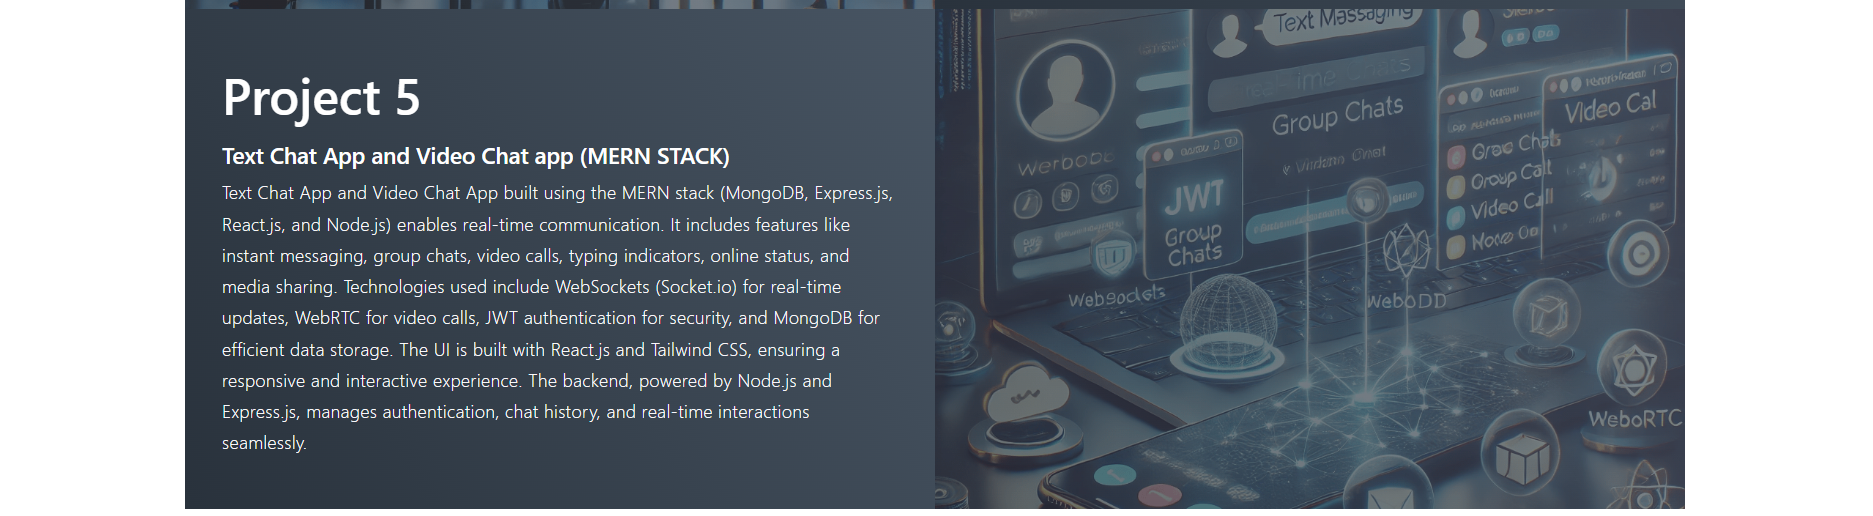 Project 5
Text Chat App and Video Chat app (MERN STACK)
Text Chat App and Video Chat App built using the MERN stack (MongoDB, Express.js,
React.js, and Node.js) enables real-time communication. It includes features like
instant messaging, group chats, video calls, typing indicators, online status, and
media sharing. Technologies used include WebSockets (Socket.io) for real-time
updates, WebRTC for video calls, JWT authentication for security, and MongoDB for
efficient data storage. The UI is built with React.js and Tailwind CSS, ensuring a
responsive and interactive experience. The backend, powered by Node.js and
Express.js, manages authentication, chat history, and real-time interactions
seamlessly.
Text Massaging
real-time Chats
Group Chats
Video Cal
JWT
Group
Chats
Group Call
Video Call
WeboDD
WeboRTC